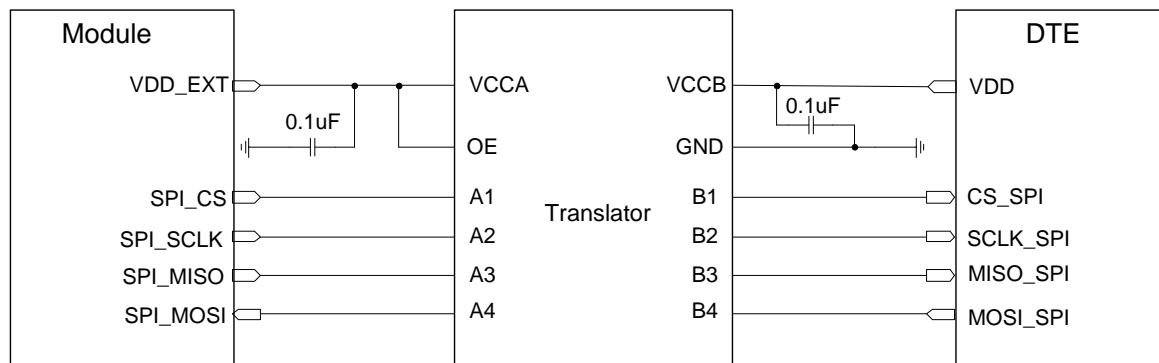 Module
DTE
VDD_EXT
VCCA
VCCB
VDD
0.1uF
0.1uF
OE
GND
SPI_CS
A1
Translator
B1
CS_SPI
SPI_SCLK
A2
B2
SCLK_SPI
SPI_MISO
A3
B3
MISO_SPI
SPI_MOSI
A4
B4
MOSI_SPI